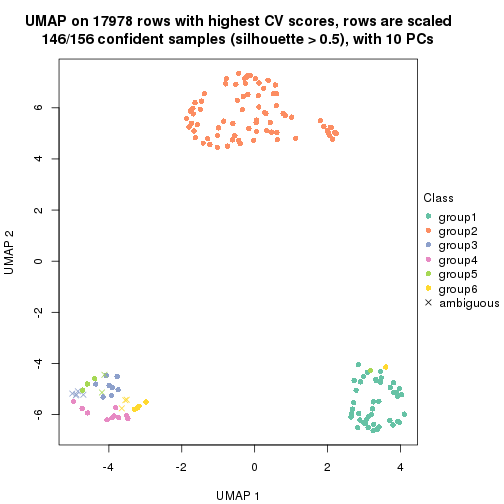 UMAP on 17978 rows with highest CV scores, rows are scaled
146/156 confident samples (silhouette > 0.5), with 10 PCs
6
4
2
0
-2
-4
-6
UMAP 2
-4
-2
0
2
4
UMAP 1
Class
group1
group2
group3
group4
group5
group6
ambiguous